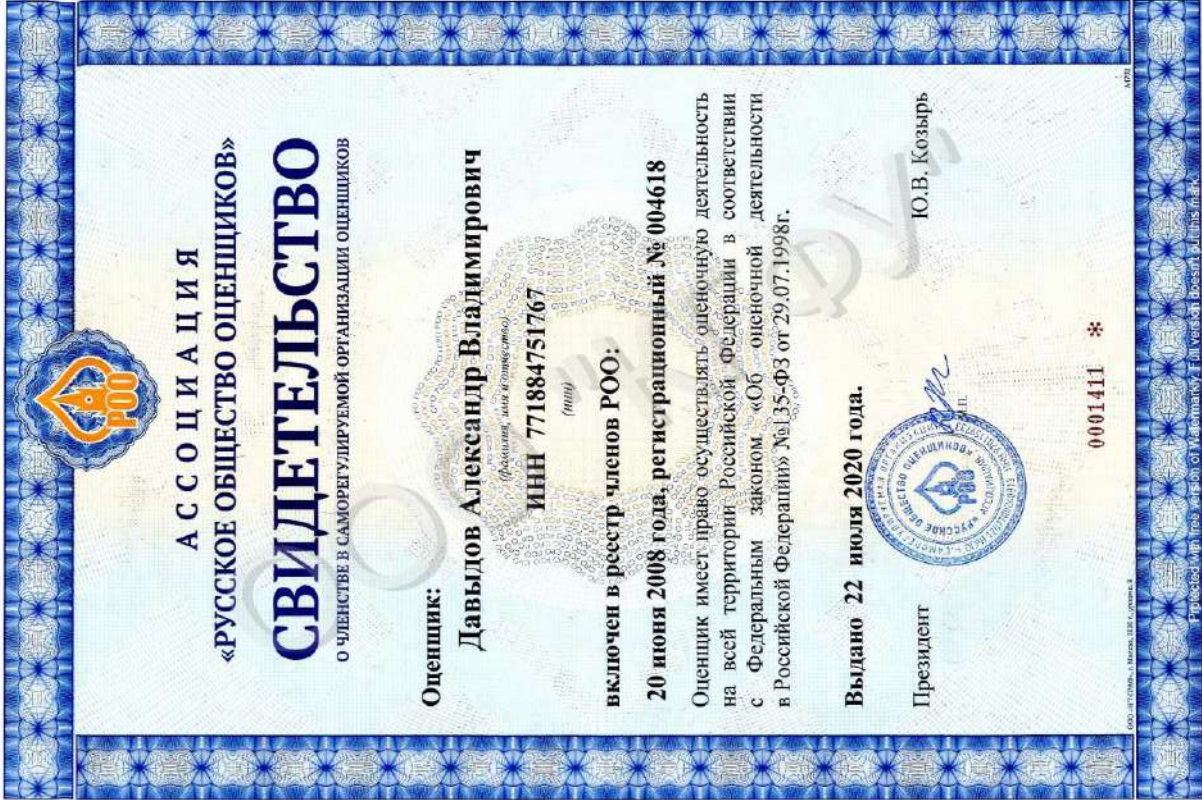 РОО
АССОЦИАЦИЯ
«РУССКОЕ ОБЩЕСТВО ОЦЕНЩИКОВ»
СВИДЕТЕЛЬСТВО
О ЧЛЕНСТВЕ В САМОРЕГУЛИРУЕМОЙ ОРГАНИЗАЦИИ ОЦЕНЩИКОВ
Оценщик:
Давыдов Александр Владимирович
(фамилия, имя и отчество)
ИНН 771884751767
(инн)
включен в реестр членов РОО:
20 июня 2008 года, регистрационный № 004618
Оценщик имеет право осуществлять оценочную деятельность
на всей территории Российской Федерации в соответствии
с Федеральным законом «Об оценочной деятельности
в Российской Федерации» №135-ФЗ от 29.07.1998г.
Выдано 22 июля 2020 года.
Президент
Ю.В. Козырь
М.П.
РОО
0001411 *
ООО "КФУ"